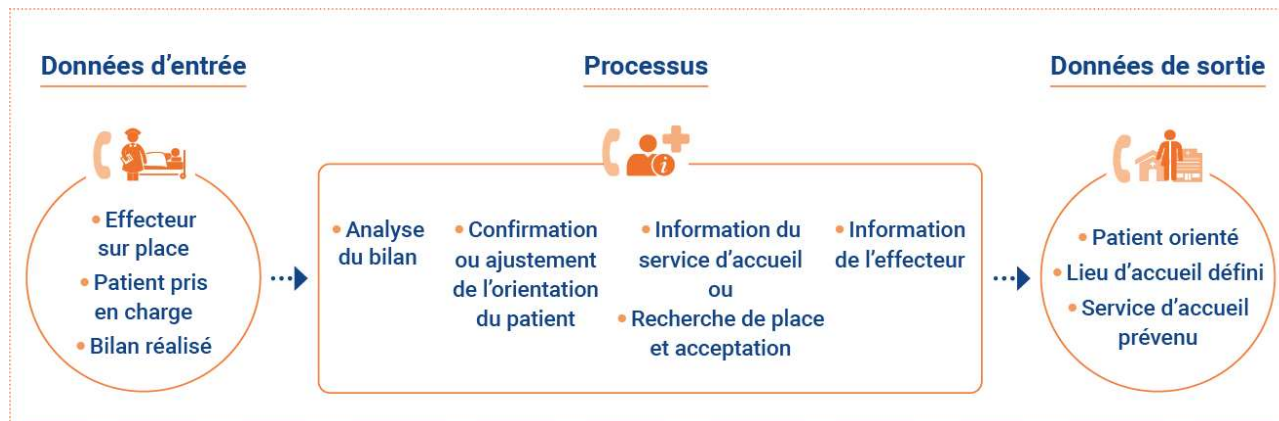 Données d’entrée
Processus
Données de sortie
• Effecteur
sur place
• Patient pris
en charge
• Bilan réalisé
• Analyse
du bilan
• Confirmation
ou ajustement
de l’orientation
du patient
• Information du
service d’accueil
ou
• Recherche de place
et acceptation
• Information
de l’effecteur
• Patient orienté
• Lieu d’accueil défini
• Service d’accueil
prévenu